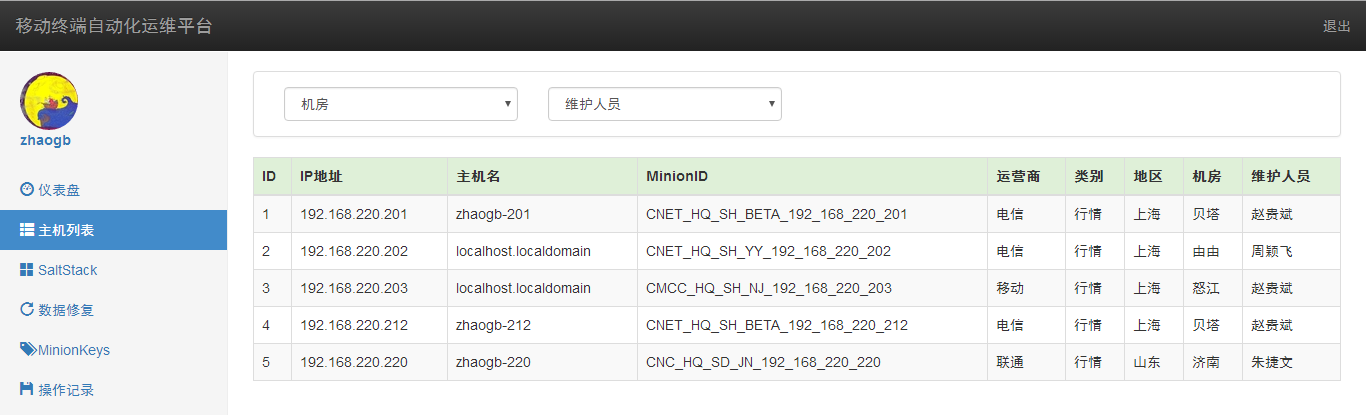 移动终端自动化运维平台 退出
zhaogb
仪表盘
主机列表
SaltStack
数据修复
MinionKeys
操作记录
机房 维护人员
ID IP地址 主机名 MinionID 运营商 类别 地区 机房 维护人员
1 192.168.220.201 zhaogb-201 CNET_HQ_SH_BETA_192_168_220_201 电信 行情 上海 贝塔 赵贵斌
2 192.168.220.202 localhost.localdomain CNET_HQ_SH_YY_192_168_220_202 电信 行情 上海 由由 周颖飞
3 192.168.220.203 localhost.localdomain CMCC_HQ_SH_NJ_192_168_220_203 移动 行情 上海 怒江 赵贵斌
4 192.168.220.212 zhaogb-212 CNET_HQ_SH_BETA_192_168_220_212 电信 行情 上海 贝塔 赵贵斌
5 192.168.220.220 zhaogb-220 CNC_HQ_SD_JN_192_168_220_220 联通 行情 山东 济南 朱捷文